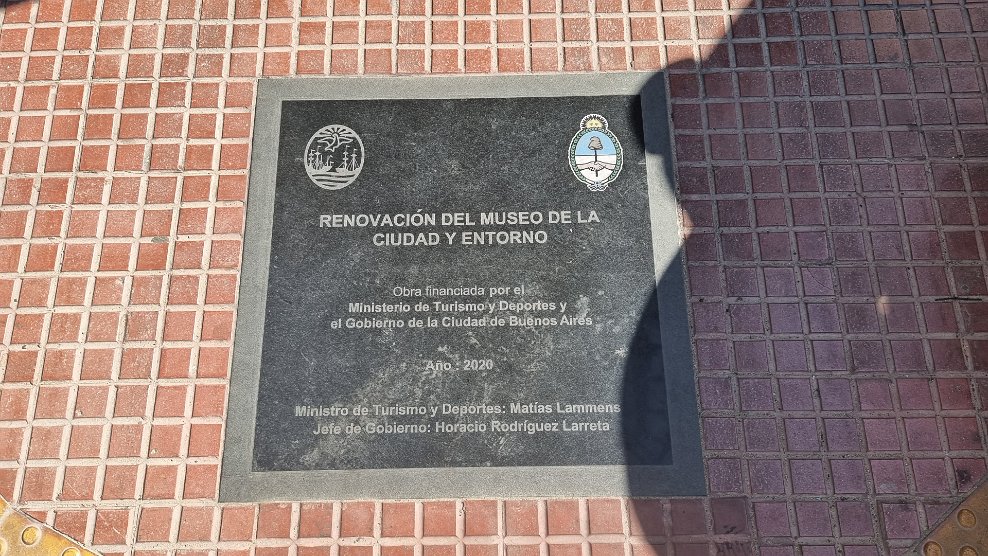 RENOVACIÓN DEL MUSEO DE LA
CIUDAD Y ENTORNO
Obra financiada por el
Ministerio de Turismo y Deportes y
el Gobierno de la Ciudad de Buenos Aires
Año : 2020
Ministro de Turismo y Deportes: Matías Lammens
Jefe de Gobierno: Horacio Rodríguez Larreta